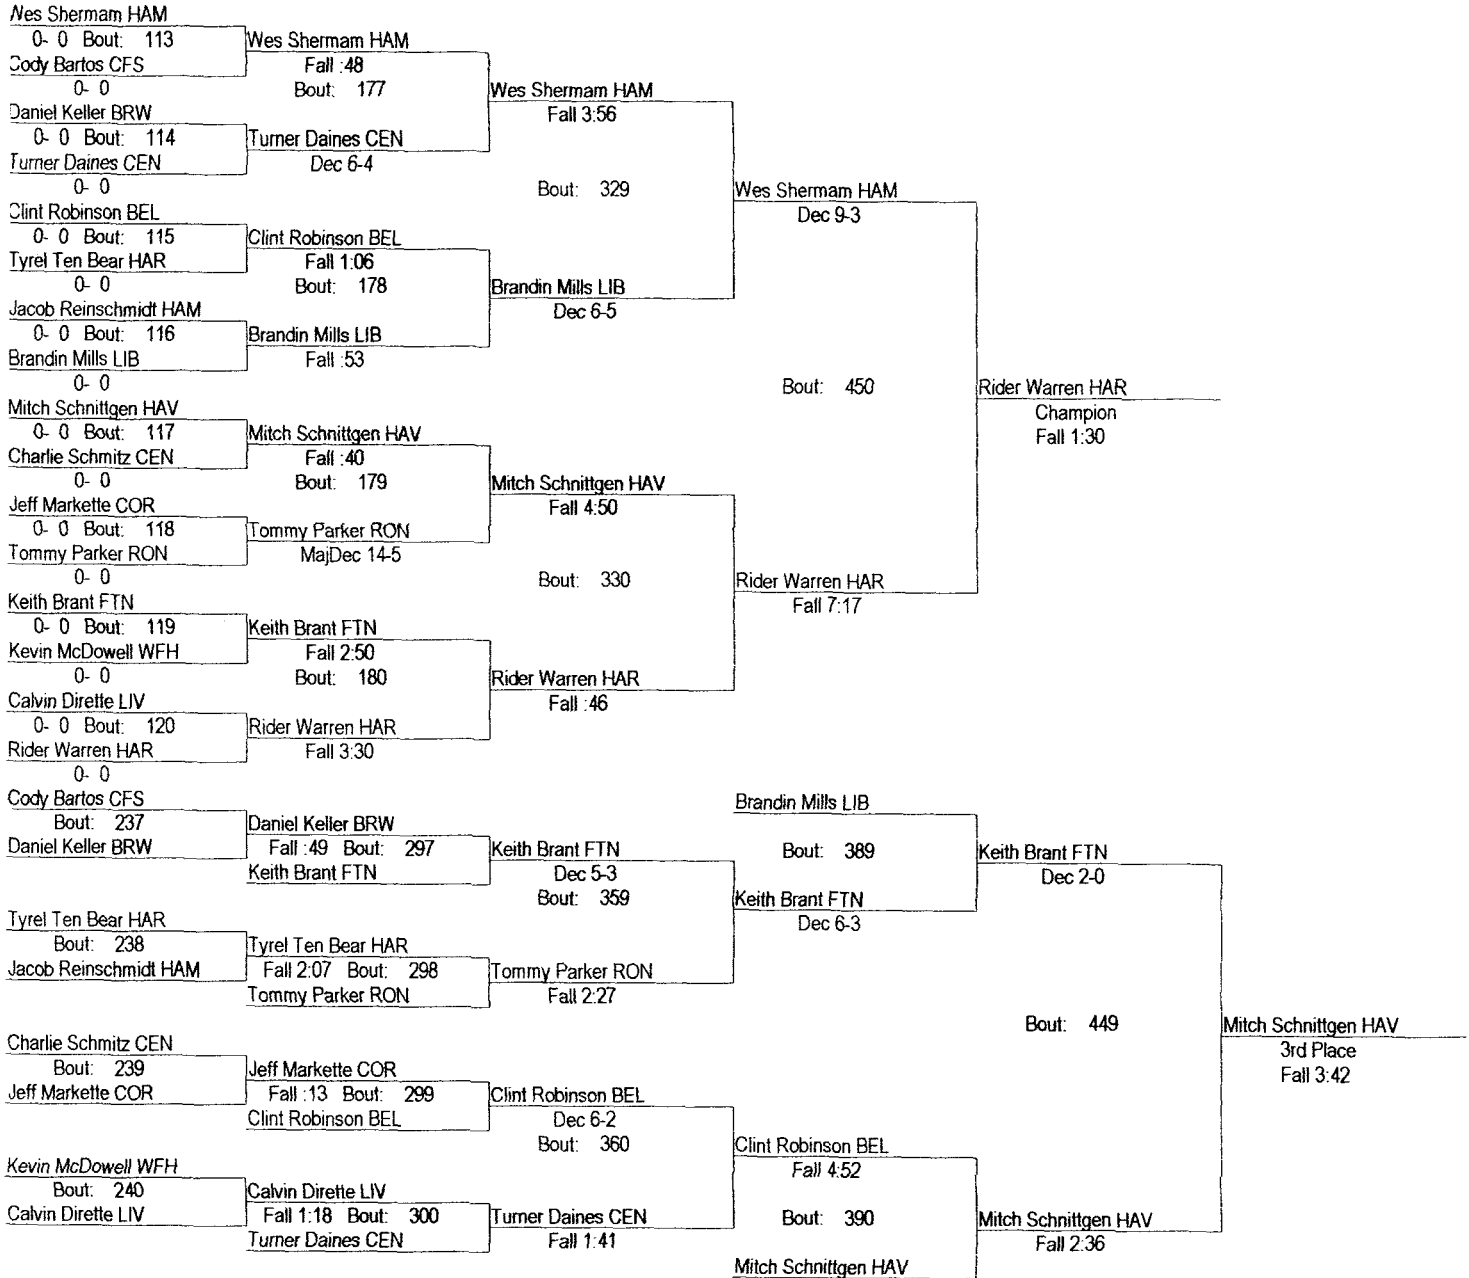 Wes Shermam HAM
0- 0 Bout: 113
Cody Bartos CFS
0- 0
Daniel Keller BRW
0- 0 Bout: 114
Turner Daines CEN
0- 0
Clint Robinson BEL
0- 0 Bout: 115
Tyrel Ten Bear HAR
0- 0
Jacob Reinschmidt HAM
0- 0 Bout: 116
Brandin Mills LIB
0- 0
Mitch Schnittgen HAV
0- 0 Bout: 117
Charlie Schmitz CEN
0- 0
Jeff Markette COR
0- 0 Bout: 118
Tommy Parker RON
0- 0
Keith Brant FTN
0- 0 Bout: 119
Kevin McDowell WFH
0- 0
Calvin Dirette LIV
0- 0 Bout: 120
Rider Warren HAR
0- 0
Wes Shermam HAM
Fall :48
Bout: 177
Turner Daines CEN
Dec 6-4
Clint Robinson BEL
Fall 1:06
Bout: 178
Brandin Mills LIB
Fall :53
Mitch Schnittgen HAV
Fall :40
Bout: 179
Tommy Parker RON
MajDec 14-5
Keith Brant FTN
Fall 2:50
Bout: 180
Rider Warren HAR
Fall 3:30
Wes Shermam HAM
Fall 3:56
Bout: 329
Brandin Mills LIB
Dec 6-5
Mitch Schnittgen HAV
Fall 4:50
Bout: 330
Rider Warren HAR
Fall :46
Wes Shermam HAM
Dec 9-3
Bout: 450
Rider Warren HAR
Fall 7:17
Rider Warren HAR
Champion
Fall 1:30
Cody Bartos CFS
Bout: 237
Daniel Keller BRW
Tyrel Ten Bear HAR
Bout: 238
Jacob Reinschmidt HAM
Charlie Schmitz CEN
Bout: 239
Jeff Markette COR
Kevin McDowell WFH
Bout: 240
Calvin Dirette LIV
Daniel Keller BRW
Fall :49 Bout: 297
Keith Brant FTN
Tyrel Ten Bear HAR
Fall 2:07 Bout: 298
Tommy Parker RON
Jeff Markette COR
Fall :13 Bout: 299
Clint Robinson BEL
Calvin Dirette LIV
Fall 1:18 Bout: 300
Turner Daines CEN
Keith Brant FTN
Dec 5-3
Bout: 359
Tommy Parker RON
Fall 2:27
Clint Robinson BEL
Dec 6-2
Bout: 360
Turner Daines CEN
Fall 1:41
Brandin Mills LIB
Bout: 389
Keith Brant FTN
Dec 6-3
Clint Robinson BEL
Fall 4:52
Bout: 390
Mitch Schnittgen HAV
Keith Brant FTN
Dec 2-0
Bout: 449
Mitch Schnittgen HAV
Fall 2:36
Mitch Schnittgen HAV
3rd Place
Fall 3:42